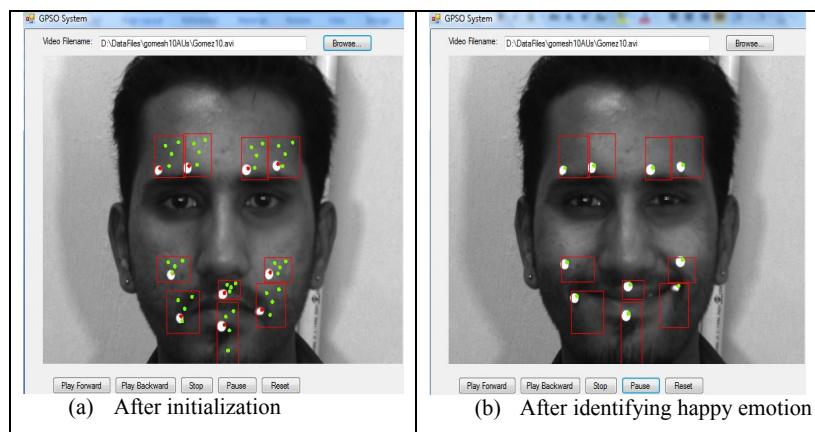 GPSO System
Video Filename: D:\DataFiles\gomesh10AUs\Gomez10.avi Browse...
Play Forward Play Backward Stop Pause Reset
(a) After initialization
GPSO System
Video Filename: D:\DataFiles\gomesh10AUs\Gomez10.avi Browse...
Play Forward Play Backward Stop Pause Reset
(b) After identifying happy emotion